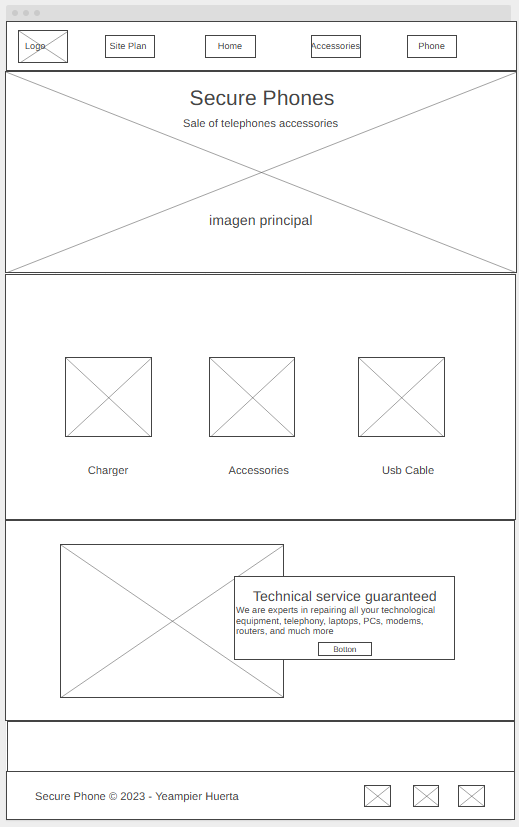 Logo
Site Plan
Home
Accessories
Phone
Secure Phones
Sale of telephones accessories
imagen principal
Charger
Accessories
Usb Cable
Technical service guaranteed
We are experts in repairing all your technological
equipment, telephony, laptops, PCs, modems,
routers, and much more
Botton
Secure Phone © 2023 - Yeampier Huerta